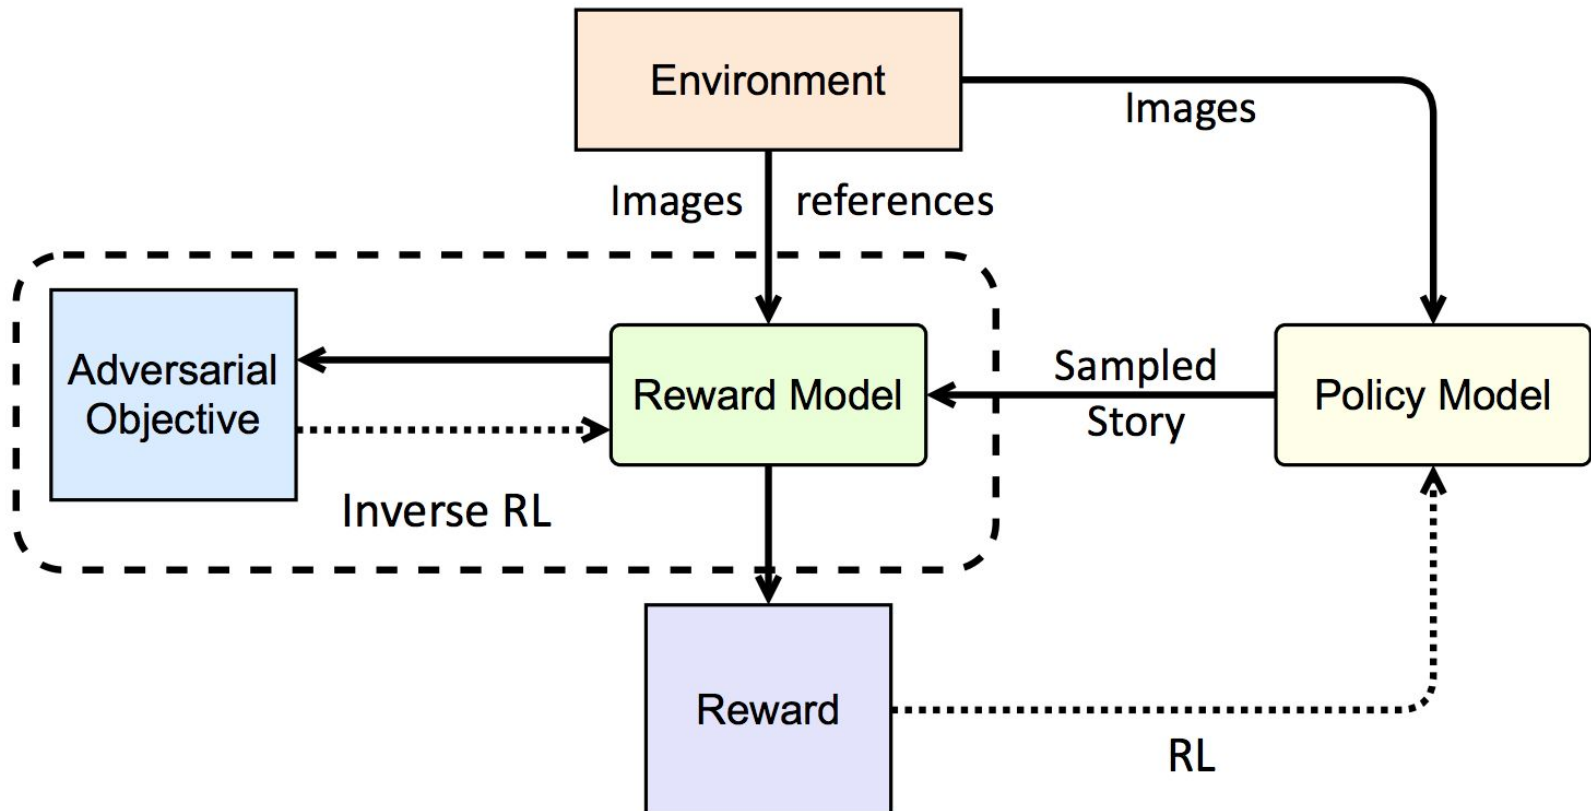 Environment
Images
Images references
Adversarial
Objective
Reward Model
Sampled
Story
Policy Model
Inverse RL
Reward
RL